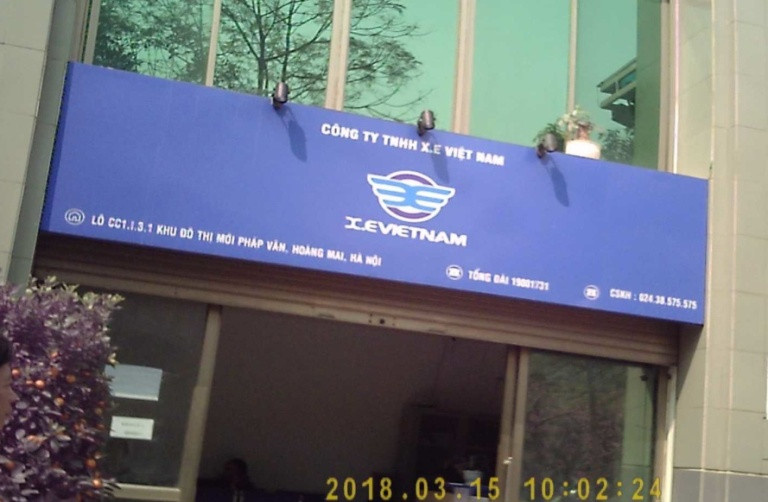 CÔNG TY TNHH X.E VIỆT NAM
X.E VIETNAM
LÔ CC1.I.3.1 KHU ĐÔ THỊ MỚI PHÁP VÂN, HOÀNG MAI, HÀ NỘI
TỔNG ĐÀI 19001731
CSKH : 024.38.575.575
2018.03.15 10:02:24